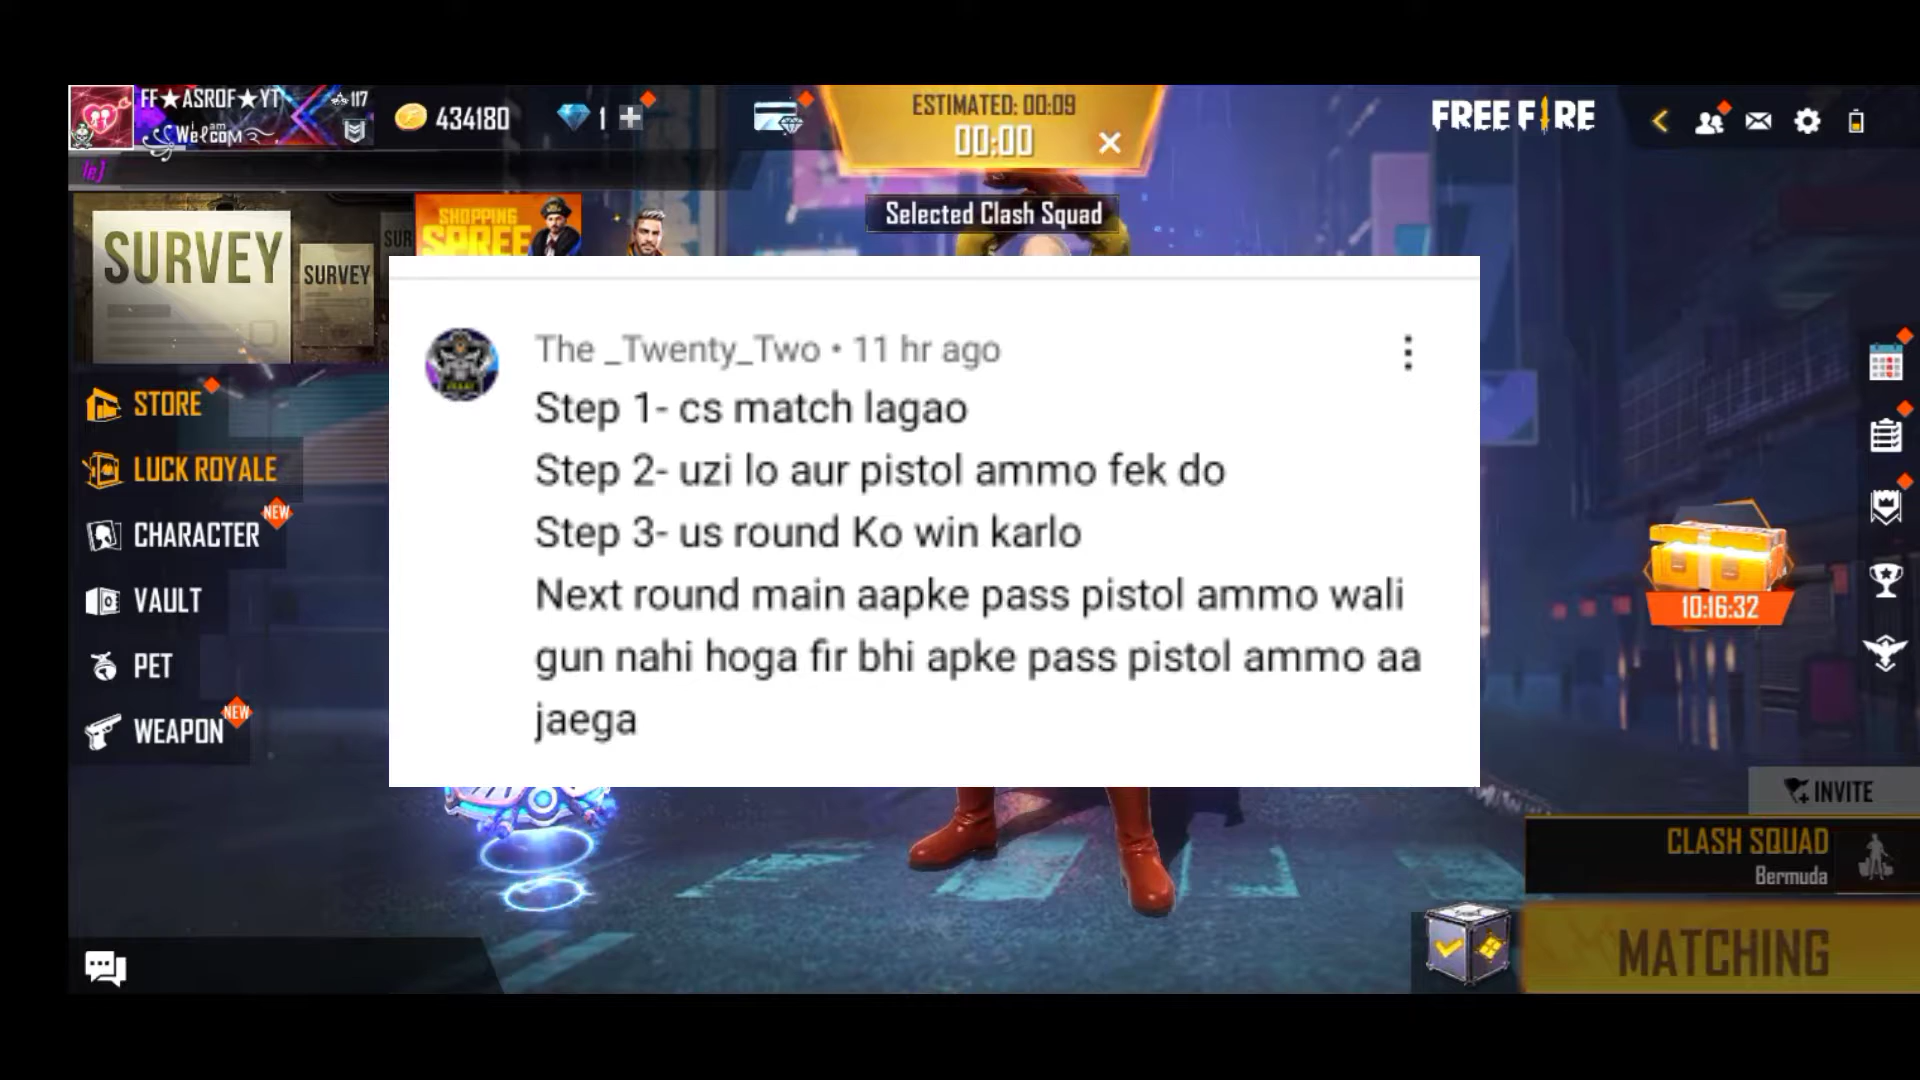 FF★ASROF★YT
117
434180
1
ESTIMATED: 00:09
00:00
FREE FIRE
Selected Clash Squad
SURVEY
SURVEY
SUR
SHOPPING
SPREE
The _Twenty_Two • 11 hr ago
Step 1- cs match lagao
Step 2- uzi lo aur pistol ammo fek do
Step 3- us round Ko win karlo
Next round main aapke pass pistol ammo wali
gun nahi hoga fir bhi apke pass pistol ammo aa
jaega
STORE
LUCK ROYALE
NEW
CHARACTER
VAULT
PET
NEW
WEAPON
10:16:32
INVITE
CLASH SQUAD
Bermuda
MATCHING